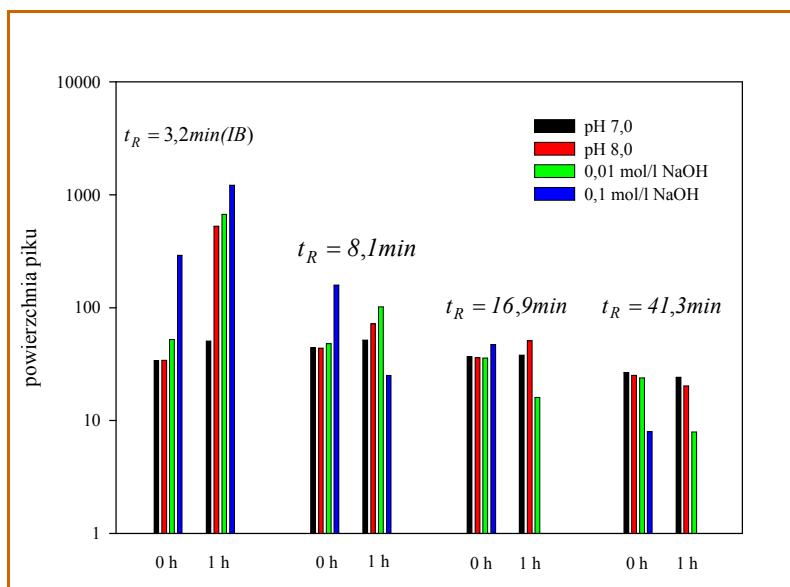 10000
1000
100
10
1
powierzchnia piku
t_R = 3,2min(IB)
t_R = 8,1min
t_R = 16,9min
t_R = 41,3min
pH 7,0
pH 8,0
0,01 mol/l NaOH
0,1 mol/l NaOH
0 h 1 h 0 h 1 h 0 h 1 h 0 h 1 h